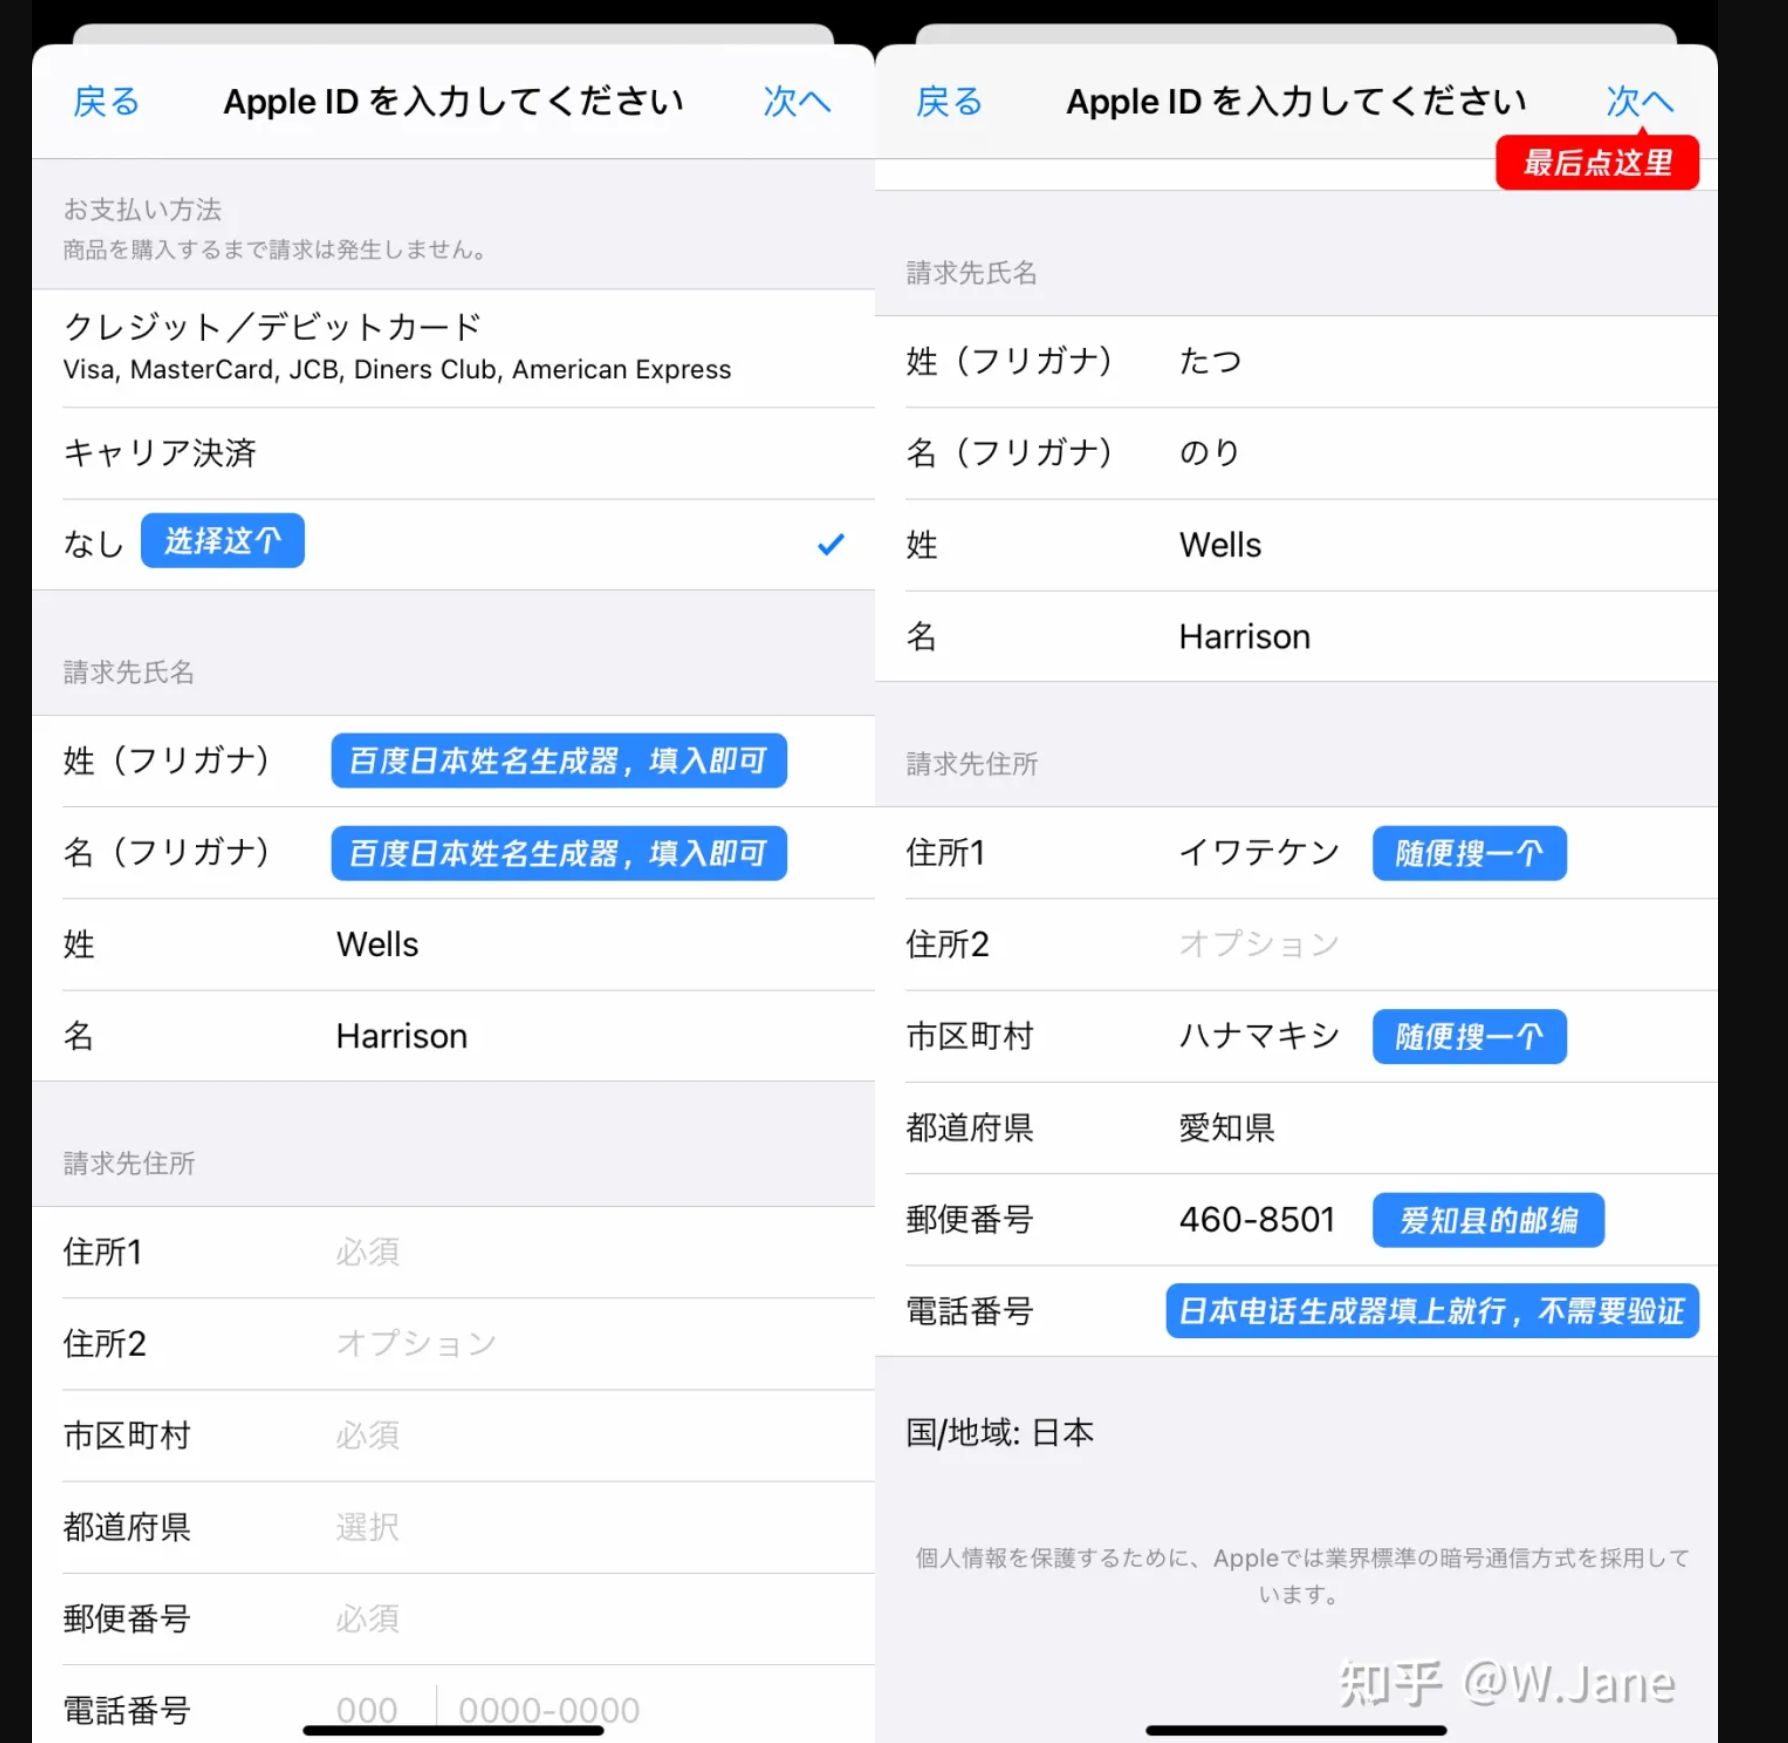 戻る
Apple ID を入力してください
次へ
お支払い方法
商品を購入するまで請求は発生しません。
クレジット／デビットカード
Visa, MasterCard, JCB, Diners Club, American Express
キャリア決済
なし 选择这个
請求先氏名
姓（フリガナ） 百度日本姓名生成器，填入即可
名（フリガナ） 百度日本姓名生成器，填入即可
姓 Wells
名 Harrison
請求先住所
住所1 必須
住所2 オプション
市区町村 必須
都道府県 選択
郵便番号 必須
電話番号 000 0000-0000
戻る
Apple ID を入力してください
次へ
最后点这里
請求先氏名
姓（フリガナ） たつ
名（フリガナ） のり
姓 Wells
名 Harrison
請求先住所
住所1 イワテケン 随便搜一个
住所2 オプション
市区町村 ハナマキシ 随便搜一个
都道府県 愛知県
郵便番号 460-8501 爱知县的邮编
電話番号 日本电话生成器填上就行，不需要验证
国/地域: 日本
個人情報を保護するために、Appleでは業界標準の暗号通信方式を採用して
います。
知乎 @W.Jane